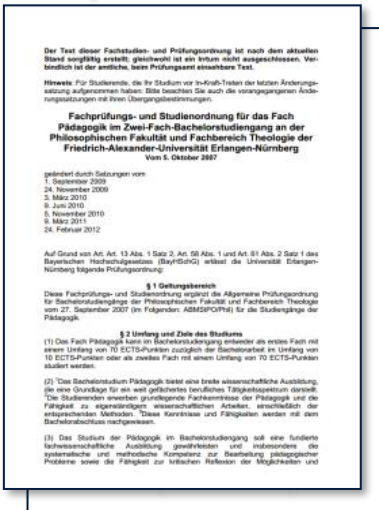 Der Text dieser Fachstudien- und Prüfungsordnung ist nach dem aktuellen
Stand sorgfältig erstellt; gleichwohl ist ein Irrtum nicht ausgeschlossen. Ver-
bindlich ist der amtliche, beim Prüfungsamt einsehbare Text.
Hinweis: Für Studierende, die Ihr Studium vor In-Kraft-Treten der letzten Änderungs-
satzung aufgenommen haben: Bitte beachten Sie auch die vorangegangenen Ände-
rungssatzungen mit ihren Übergangsbestimmungen.
Fachprüfungs- und Studienordnung für das Fach
Pädagogik im Zwei-Fach-Bachelorstudiengang an der
Philosophischen Fakultät und Fachbereich Theologie der
Friedrich-Alexander-Universität Erlangen-Nürnberg
Vom 5. Oktober 2007
geändert durch Satzungen vom
1. September 2009
24. November 2009
3. März 2010
9. Juni 2010
5. November 2010
9. März 2011
24. Februar 2012
Auf Grund von Art. Art. 13 Abs. 1 Satz 2, Art. 58 Abs. 1 und Art. 61 Abs. 2 Satz 1 des
Bayerischen Hochschulgesetzes (BayHSchG) erlässt die Universität Erlangen-
Nürnberg folgende Prüfungsordnung:
§ 1 Geltungsbereich
Diese Fachprüfungs- und Studienordnung ergänzt die Allgemeine Prüfungsordnung
für Bachelorstudiengänge der Philosophischen Fakultät und Fachbereich Theologie
vom 27. September 2007 (im Folgenden: ABMStPO/Phil) für die Studiengänge der
Pädagogik.
§ 2 Umfang und Ziele des Studiums
(1) Das Fach Pädagogik kann im Bachelorstudiengang entweder als erstes Fach mit
einem Umfang von 70 ECTS-Punkten zuzüglich der Bachelorarbeit im Umfang von
10 ECTS-Punkten oder als zweites Fach mit einem Umfang von 70 ECTS-Punkten
studiert werden.
(2) ¹Das Bachelorstudium Pädagogik bietet eine breite wissenschaftliche Ausbildung,
die eine Grundlage für ein weit gefächertes berufliches Tätigkeitsspektrum darstellt.
²Die Studierenden erwerben grundlegende Fachkenntnisse der Pädagogik und die
Fähigkeit zu eigenständigem wissenschaftlichen Arbeiten, einschließlich der
entsprechenden Methoden. ³Diese Kenntnisse und Fähigkeiten werden mit dem
Bachelorabschluss nachgewiesen.
(3) Das Studium der Pädagogik im Bachelorstudiengang soll eine fundierte
fachwissenschaftliche Ausbildung gewährleisten und insbesondere die
systematische und methodische Kompetenz zur Bearbeitung pädagogischer
Probleme sowie die Fähigkeit zur kritischen Reflexion der Möglichkeiten und